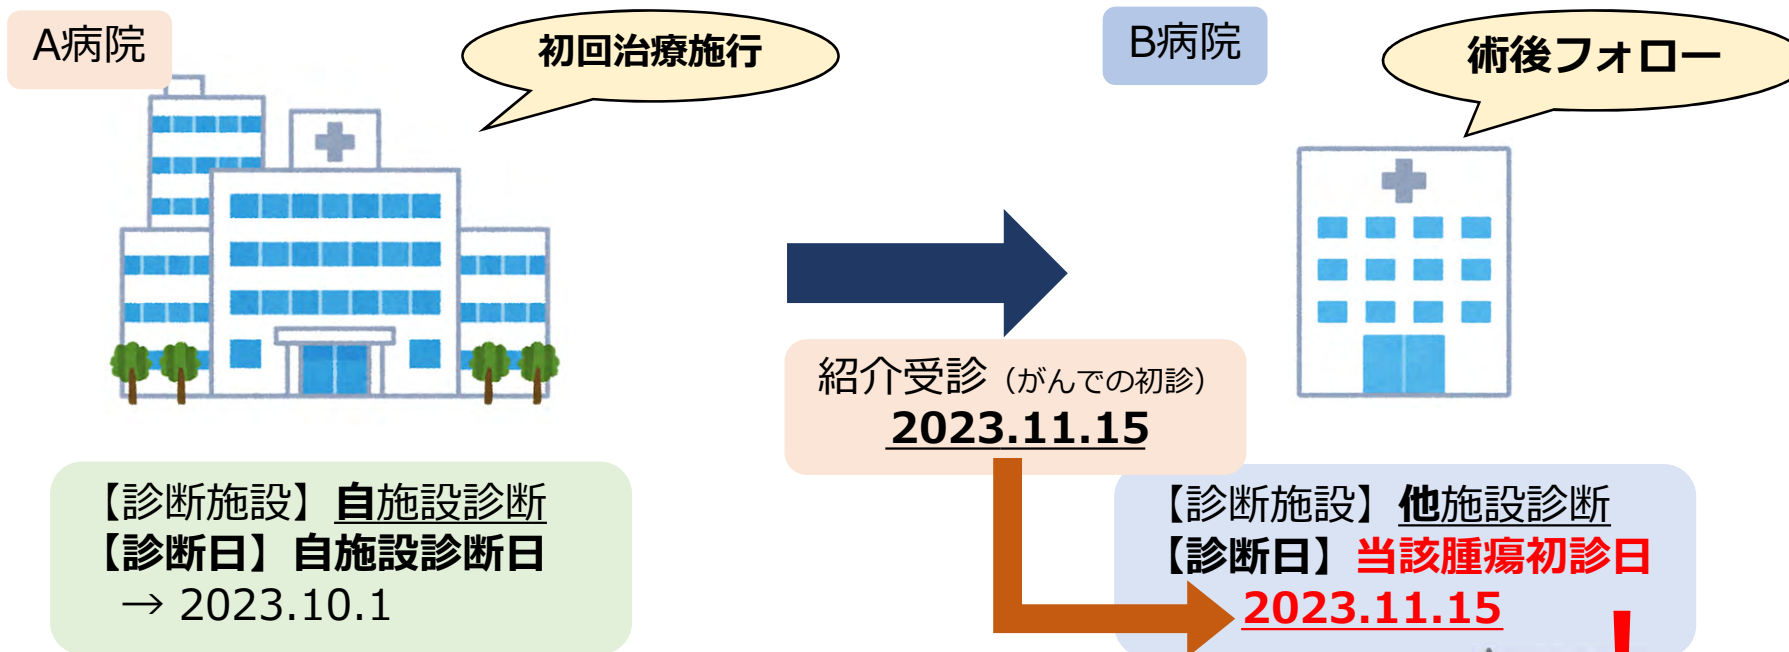 A病院
初回治療施行
B病院
術後フォロー
紹介受診（がんでの初診）
2023.11.15
【診断施設】自施設診断
【診断日】自施設診断日
→ 2023.10.1
【診断施設】他施設診断
【診断日】当該腫瘍初診日
2023.11.15
!